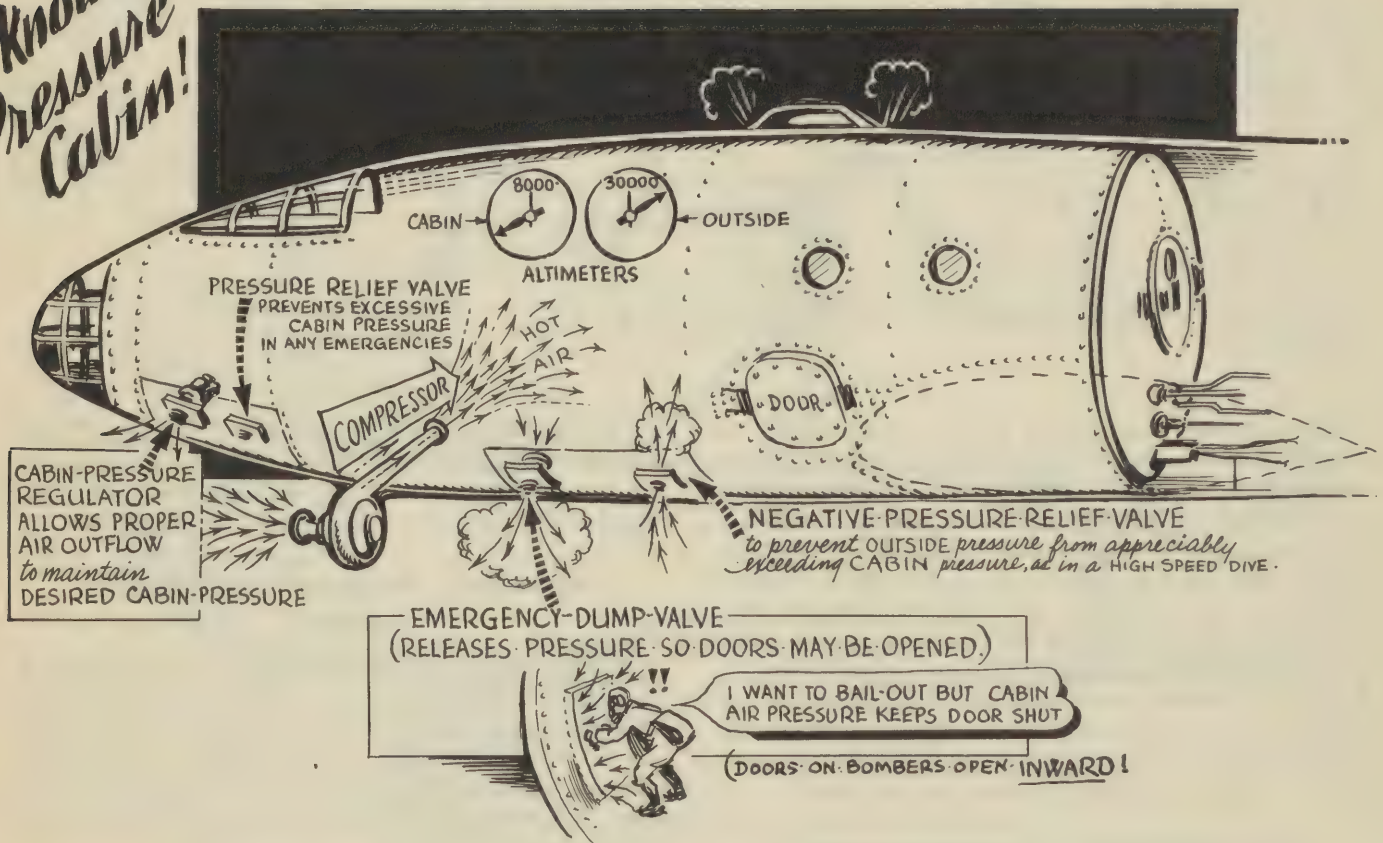 Pressure
Cabin!
8000
30000
CABIN
OUTSIDE
ALTIMETERS
PRESSURE RELIEF VALVE
PREVENTS EXCESSIVE
CABIN PRESSURE
IN ANY EMERGENCIES
HOT
AIR
COMPRESSOR
DOOR
CABIN-PRESSURE
REGULATOR
ALLOWS PROPER
AIR OUTFLOW
to maintain
DESIRED CABIN-PRESSURE
NEGATIVE-PRESSURE-RELIEF-VALVE
to prevent OUTSIDE pressure from appreciably
exceeding CABIN pressure, as in a HIGH SPEED DIVE.
EMERGENCY-DUMP-VALVE
(RELEASES PRESSURE SO DOORS MAY BE OPENED.)
!!
I WANT TO BAIL-OUT BUT CABIN
AIR PRESSURE KEEPS DOOR SHUT
(DOORS ON BOMBERS OPEN INWARD!